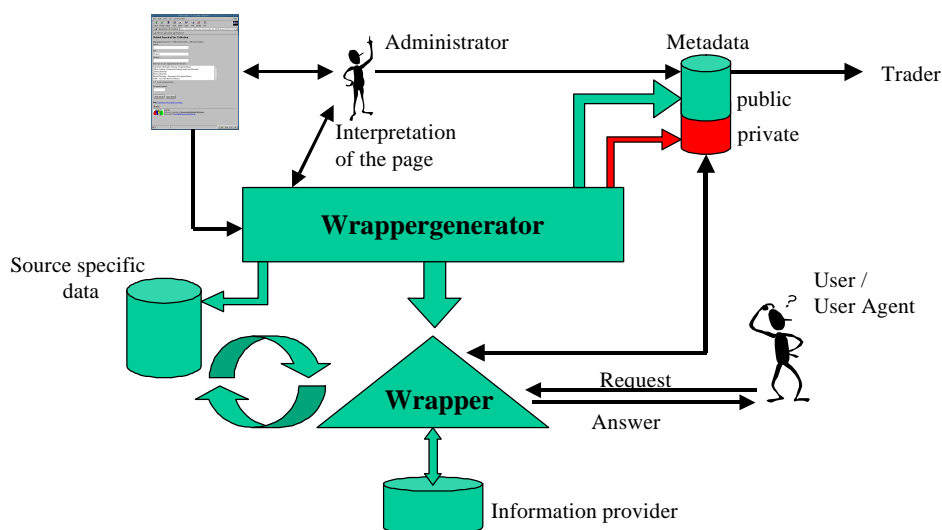 Administrator
Metadata
Trader
public
private
Interpretation
of the page
Wrappergenerator
Source specific
data
User /
User Agent
?
Request
Wrapper
Answer
Information provider